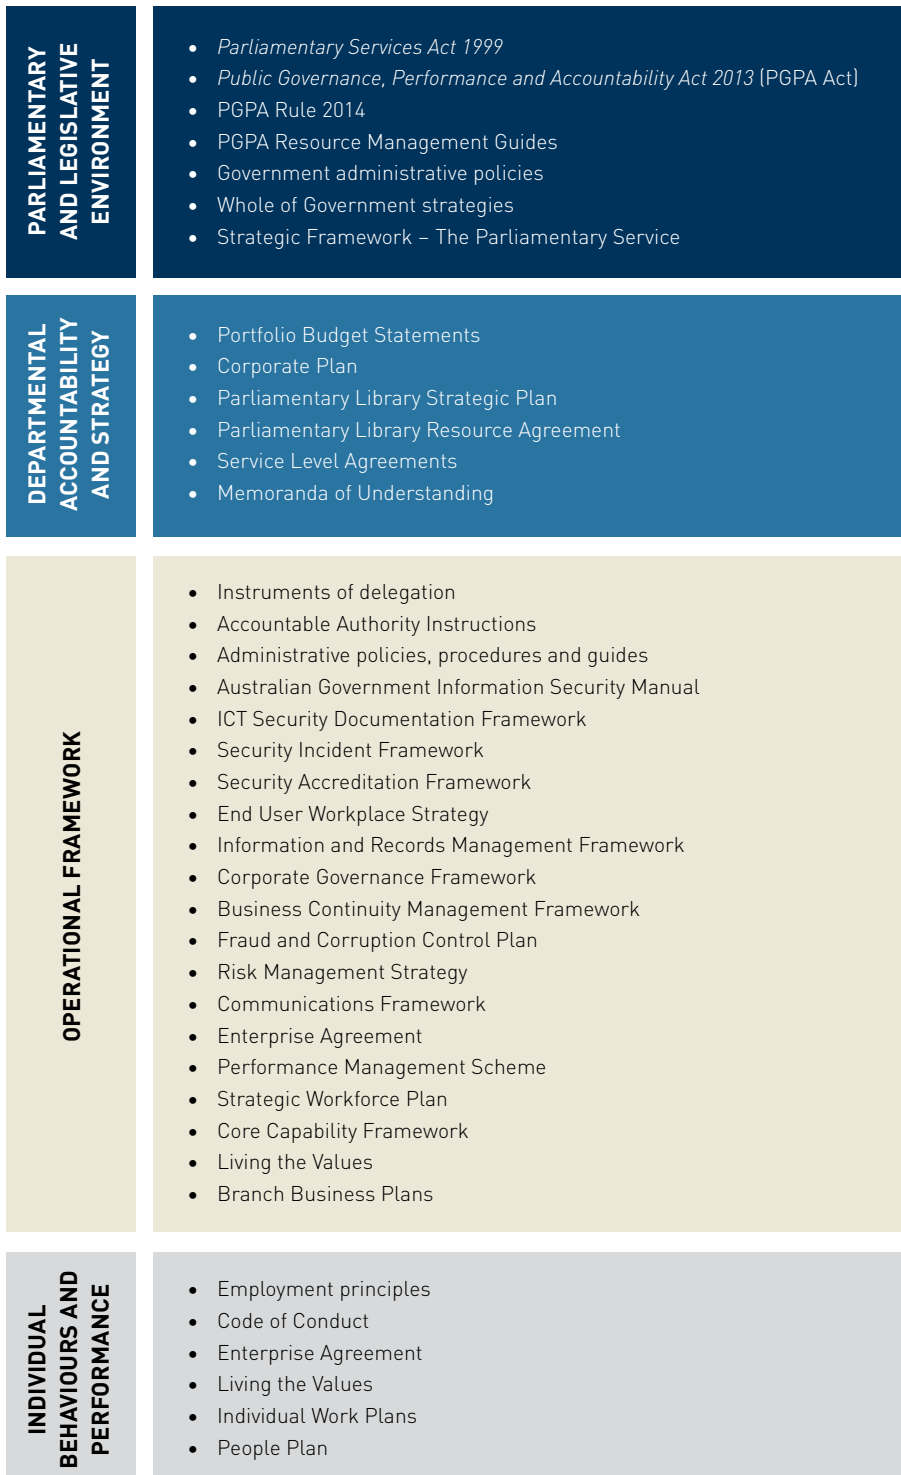 PARLIAMENTARY
AND LEGISLATIVE
ENVIRONMENT
• Parliamentary Services Act 1999
• Public Governance, Performance and Accountability Act 2013 (PGPA Act)
• PGPA Rule 2014
• PGPA Resource Management Guides
• Government administrative policies
• Whole of Government strategies
• Strategic Framework – The Parliamentary Service
DEPARTMENTAL
ACCOUNTABILITY
AND STRATEGY
• Portfolio Budget Statements
• Corporate Plan
• Parliamentary Library Strategic Plan
• Parliamentary Library Resource Agreement
• Service Level Agreements
• Memoranda of Understanding
OPERATIONAL FRAMEWORK
• Instruments of delegation
• Accountable Authority Instructions
• Administrative policies, procedures and guides
• Australian Government Information Security Manual
• ICT Security Documentation Framework
• Security Incident Framework
• Security Accreditation Framework
• End User Workplace Strategy
• Information and Records Management Framework
• Corporate Governance Framework
• Business Continuity Management Framework
• Fraud and Corruption Control Plan
• Risk Management Strategy
• Communications Framework
• Enterprise Agreement
• Performance Management Scheme
• Strategic Workforce Plan
• Core Capability Framework
• Living the Values
• Branch Business Plans
INDIVIDUAL
BEHAVIOURS AND
PERFORMANCE
• Employment principles
• Code of Conduct
• Enterprise Agreement
• Living the Values
• Individual Work Plans
• People Plan